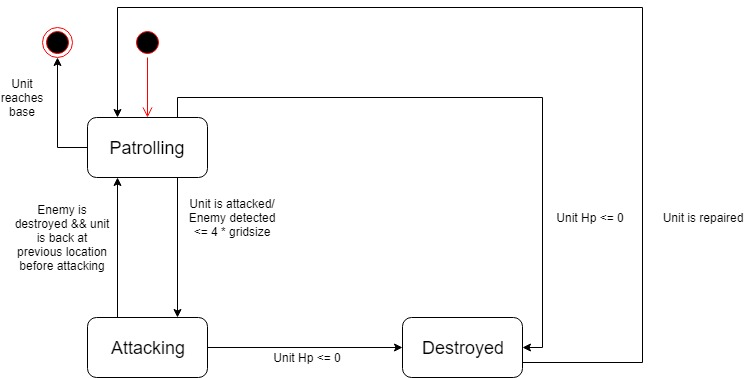 Unit
reaches
base
Patrolling
Enemy is
destroyed && unit
is back at
previous location
before attacking
Unit is attacked/
Enemy detected
<= 4 * gridsize
Unit Hp <= 0
Unit is repaired
Attacking
Unit Hp <= 0
Destroyed